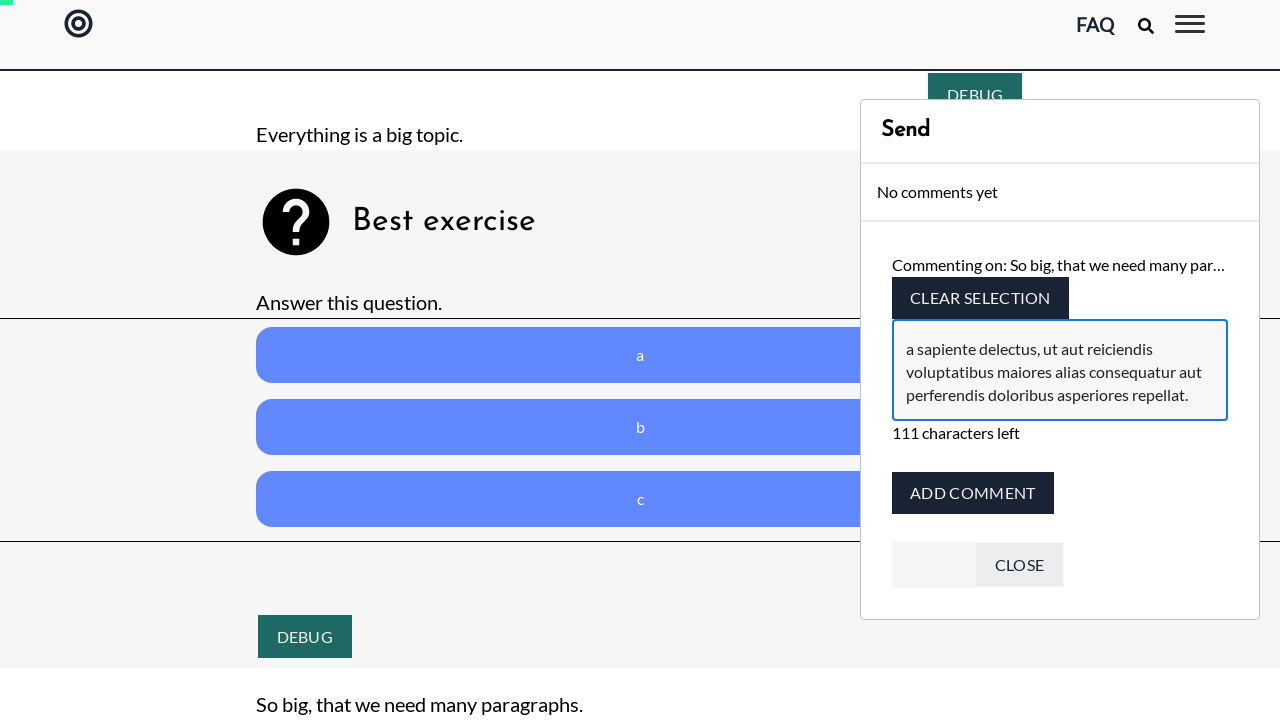 FAQ
DEBUG
Everything is a big topic.
Best exercise
Answer this question.
a
b
c
DEBUG
So big, that we need many paragraphs.
Send
No comments yet
Commenting on: So big, that we need many par...
CLEAR SELECTION
a sapiente delectus, ut aut reiciendis
voluptatibus maiores alias consequatur aut
perferendis doloribus asperiores repellat.
111 characters left
ADD COMMENT
CLOSE